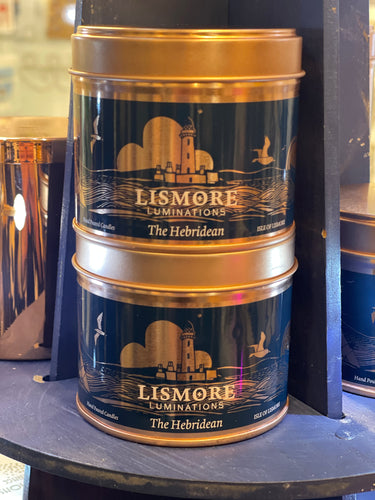 LISMORE
LUMINATIONS
Hand Poured Candles
The Hebridean
ISLE OF LISMORE
LISMORE
LUMINATIONS
Hand Poured Candles
The Hebridean
ISLE OF LISMORE
Hand Pou